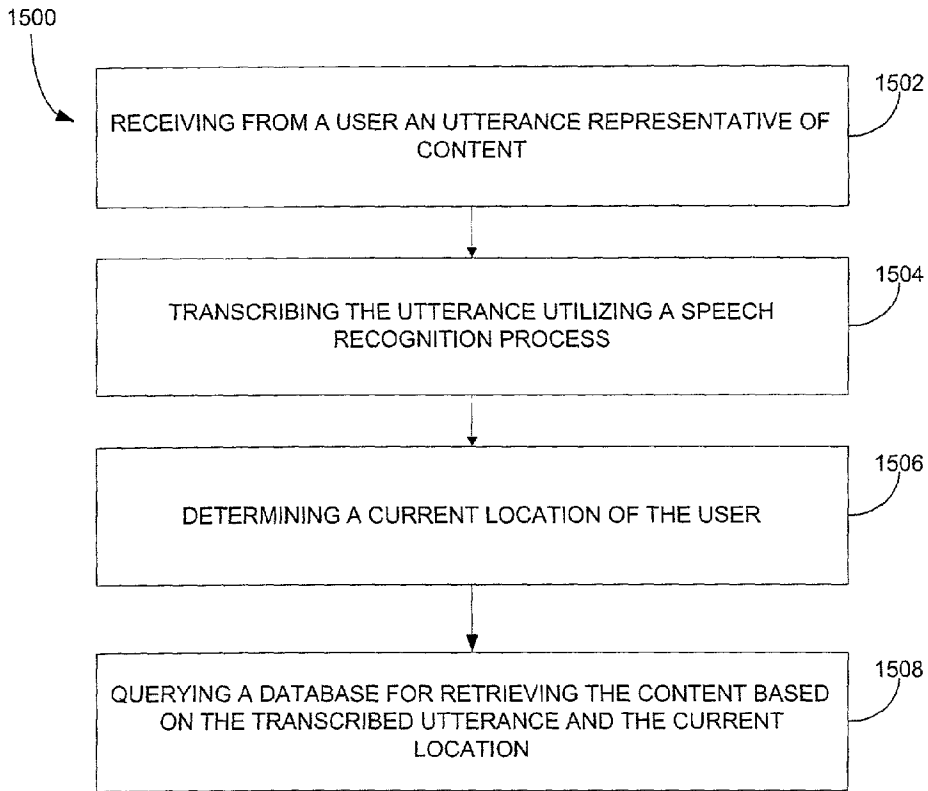 1500
1502
RECEIVING FROM A USER AN UTTERANCE REPRESENTATIVE OF
CONTENT
1504
TRANSCRIBING THE UTTERANCE UTILIZING A SPEECH
RECOGNITION PROCESS
1506
DETERMINING A CURRENT LOCATION OF THE USER
1508
QUERYING A DATABASE FOR RETRIEVING THE CONTENT BASED
ON THE TRANSCRIBED UTTERANCE AND THE CURRENT
LOCATION